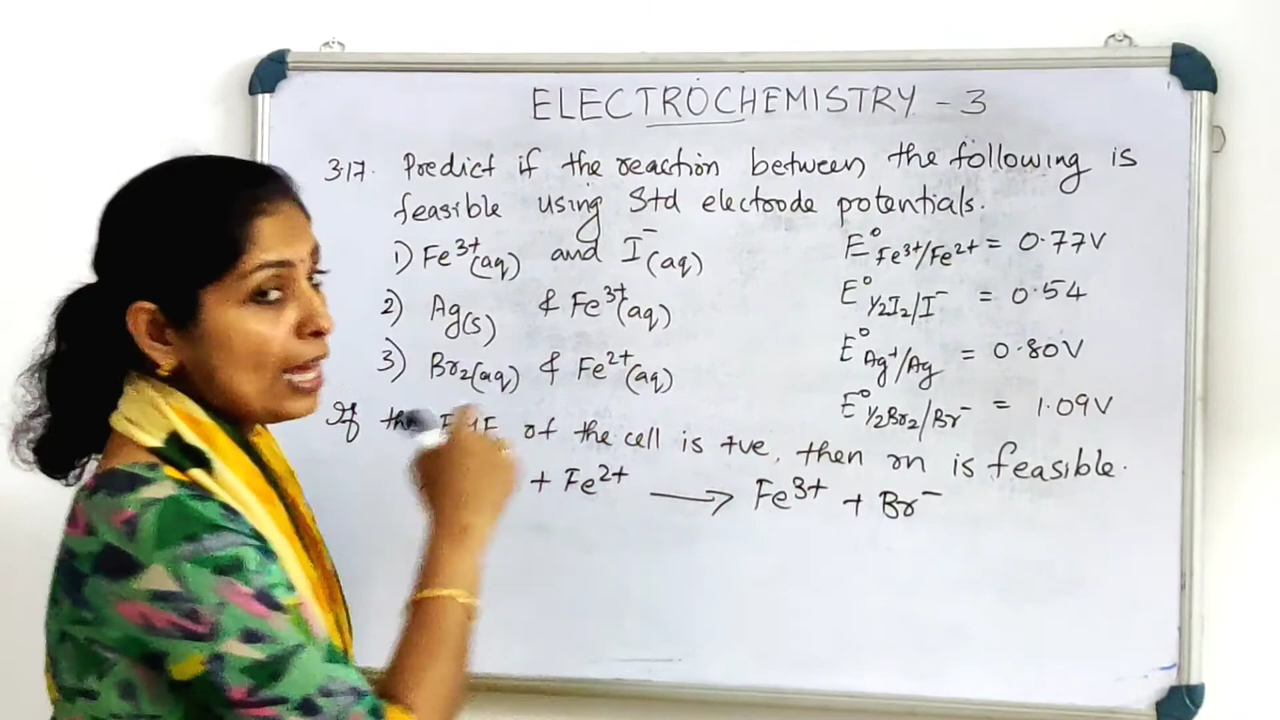 ELECTROCHEMISTRY - 3
3.17. Predict if the reaction between the following is
feasible using Std electrode potentials.
1) Fe³⁺(aq) and I⁻(aq)
E°Fe³⁺/Fe²⁺ = 0.77V
2) Ag(s) & Fe³⁺(aq)
E°½I₂/I⁻ = 0.54
3) Br₂(aq) & Fe²⁺(aq)
E°Ag⁺/Ag = 0.80V
E°½Br₂/Br⁻ = 1.09V
If the of the cell is +ve, then rn is feasible.
+ Fe²⁺ → Fe³⁺ + Br⁻